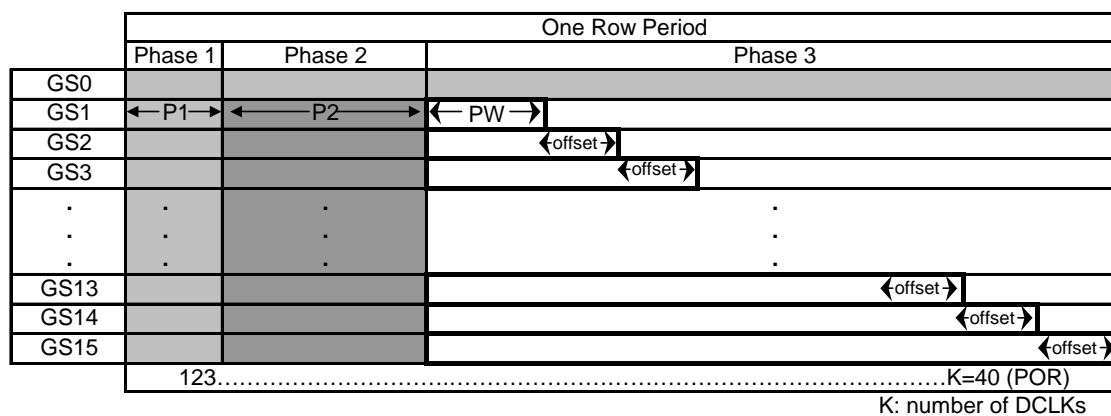 One Row Period
Phase 1 Phase 2 Phase 3
GS0
GS1 P1 P2 PW
GS2 offset
GS3 offset
. . . .
. . . .
. . . .
GS13 offset
GS14 offset
GS15 offset
123……………………………………………………………………………K=40 (POR)
K: number of DCLKs